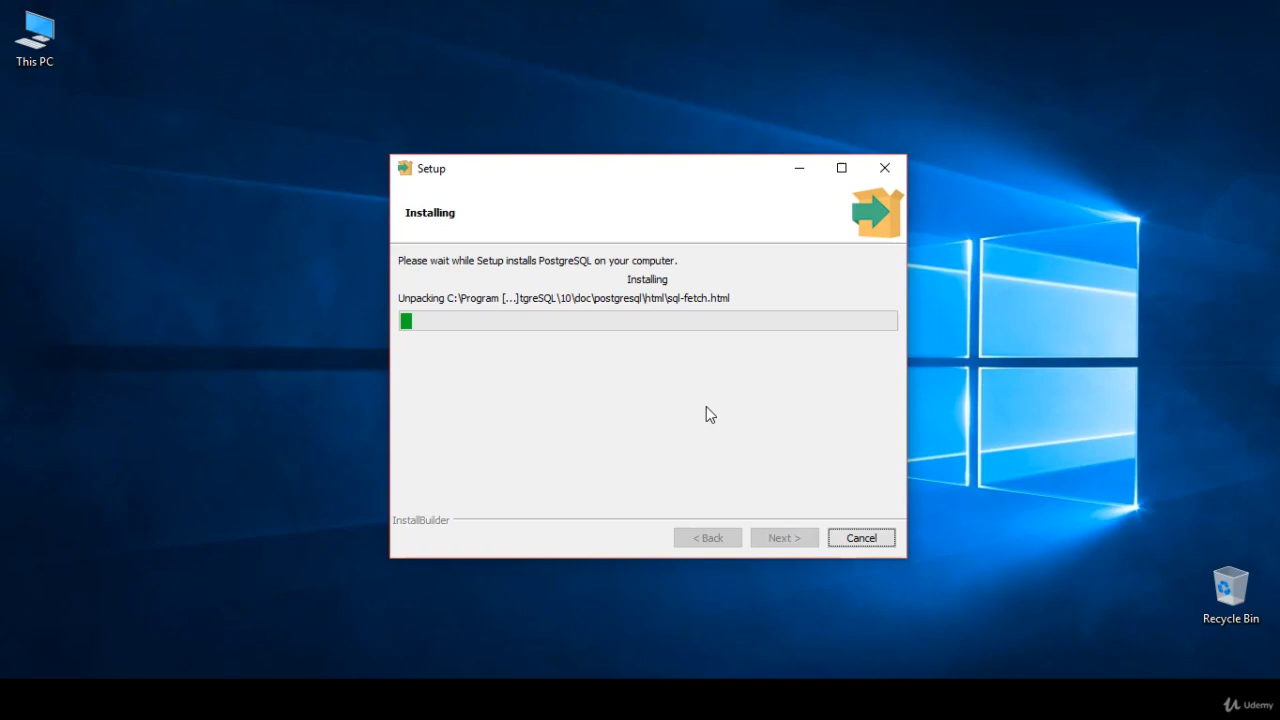 This PC
Setup
Installing
Please wait while Setup installs PostgreSQL on your computer.
Installing
Unpacking C:\Program [...]tgreSQL\10\doc\postgresql\html\sql-fetch.html
InstallBuilder
< Back
Next >
Cancel
Recycle Bin
Udemy